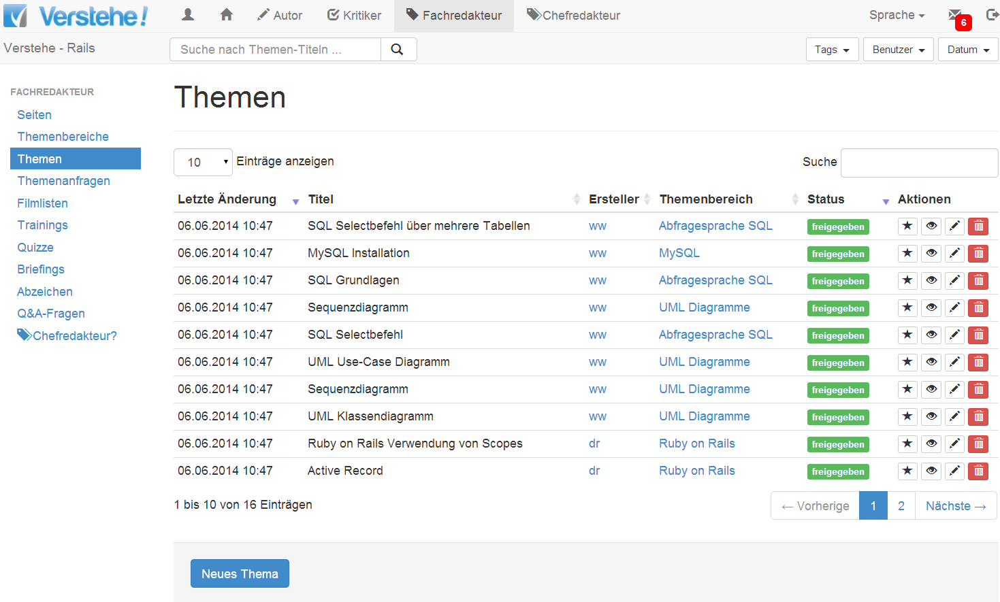 Verstehe! Autor Kritiker Fachredakteur Chefredakteur Sprache 6
Verstehe - Rails Suche nach Themen-Titeln ... Tags Benutzer Datum
FACHREDAKTEUR
Seiten
Themenbereiche
Themen
Themenanfragen
Filmlisten
Trainings
Quizze
Briefings
Abzeichen
Q&A-Fragen
Chefredakteur?
Themen
10 Einträge anzeigen Suche
Letzte Änderung Titel Ersteller Themenbereich Status Aktionen
06.06.2014 10:47 SQL Selectbefehl über mehrere Tabellen ww Abfragesprache SQL freigegeben
06.06.2014 10:47 MySQL Installation ww MySQL freigegeben
06.06.2014 10:47 SQL Grundlagen ww Abfragesprache SQL freigegeben
06.06.2014 10:47 Sequenzdiagramm ww UML Diagramme freigegeben
06.06.2014 10:47 SQL Selectbefehl ww Abfragesprache SQL freigegeben
06.06.2014 10:47 UML Use-Case Diagramm ww UML Diagramme freigegeben
06.06.2014 10:47 Sequenzdiagramm ww UML Diagramme freigegeben
06.06.2014 10:47 UML Klassendiagramm ww UML Diagramme freigegeben
06.06.2014 10:47 Ruby on Rails Verwendung von Scopes dr Ruby on Rails freigegeben
06.06.2014 10:47 Active Record dr Ruby on Rails freigegeben
1 bis 10 von 16 Einträgen ← Vorherige 1 2 Nächste →
Neues Thema